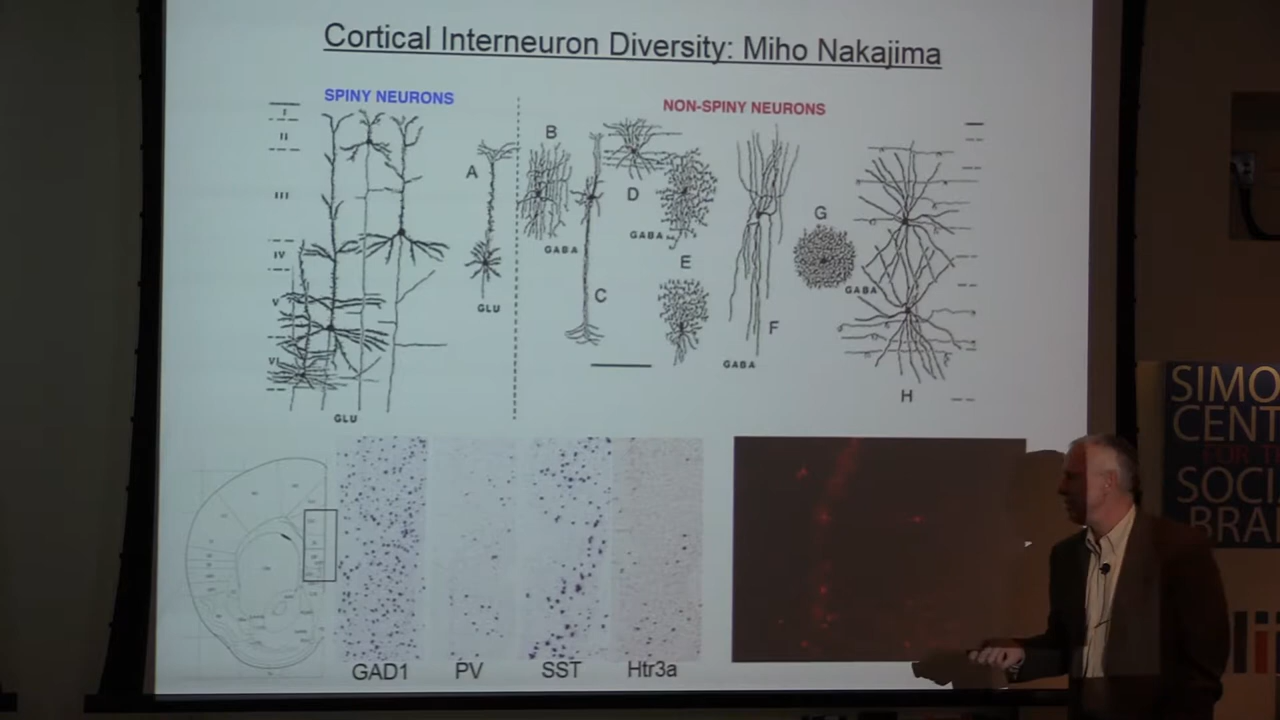 Cortical Interneuron Diversity: Miho Nakajima
SPINY NEURONS
NON-SPINY NEURONS
I
II
III
IV
V
VI
A
GLU
GLU
B
GABA
C
D
GABA
E
F
GABA
G
GABA
H
GAD1
PV
SST
Htr3a
SIMO
CENT
FOR T
SOCI
BRA